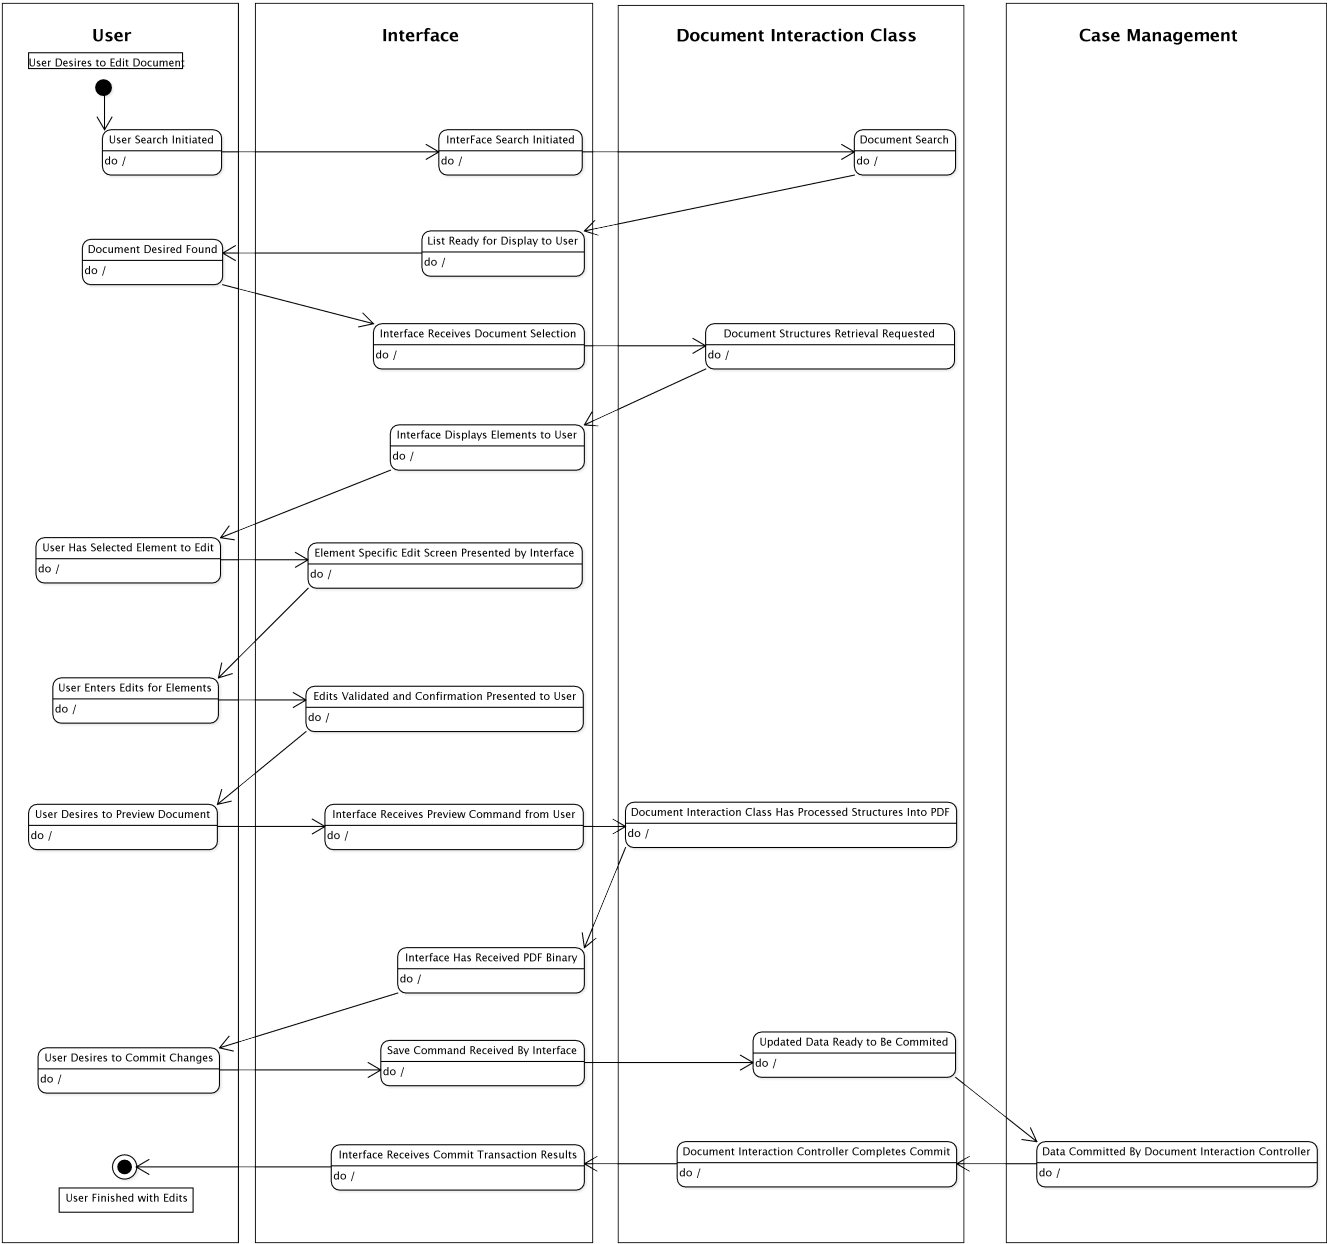 User
Interface
Document Interaction Class
Case Management
User Desires to Edit Document
User Search Initiated
do /
InterFace Search Initiated
do /
Document Search
do /
List Ready for Display to User
do /
Document Desired Found
do /
Interface Receives Document Selection
do /
Document Structures Retrieval Requested
do /
Interface Displays Elements to User
do /
User Has Selected Element to Edit
do /
Element Specific Edit Screen Presented by Interface
do /
User Enters Edits for Elements
do /
Edits Validated and Confirmation Presented to User
do /
User Desires to Preview Document
do /
Interface Receives Preview Command from User
do /
Document Interaction Class Has Processed Structures Into PDF
do /
Interface Has Received PDF Binary
do /
User Desires to Commit Changes
do /
Save Command Received By Interface
do /
Updated Data Ready to Be Commited
do /
Data Committed By Document Interaction Controller
do /
Document Interaction Controller Completes Commit
do /
Interface Receives Commit Transaction Results
do /
User Finished with Edits